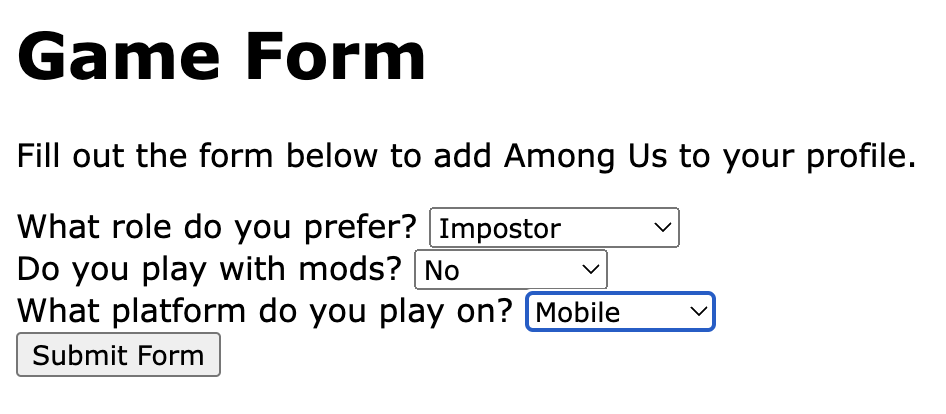 Game Form
Fill out the form below to add Among Us to your profile.
What role do you prefer? Impostor
Do you play with mods? No
What platform do you play on? Mobile
Submit Form